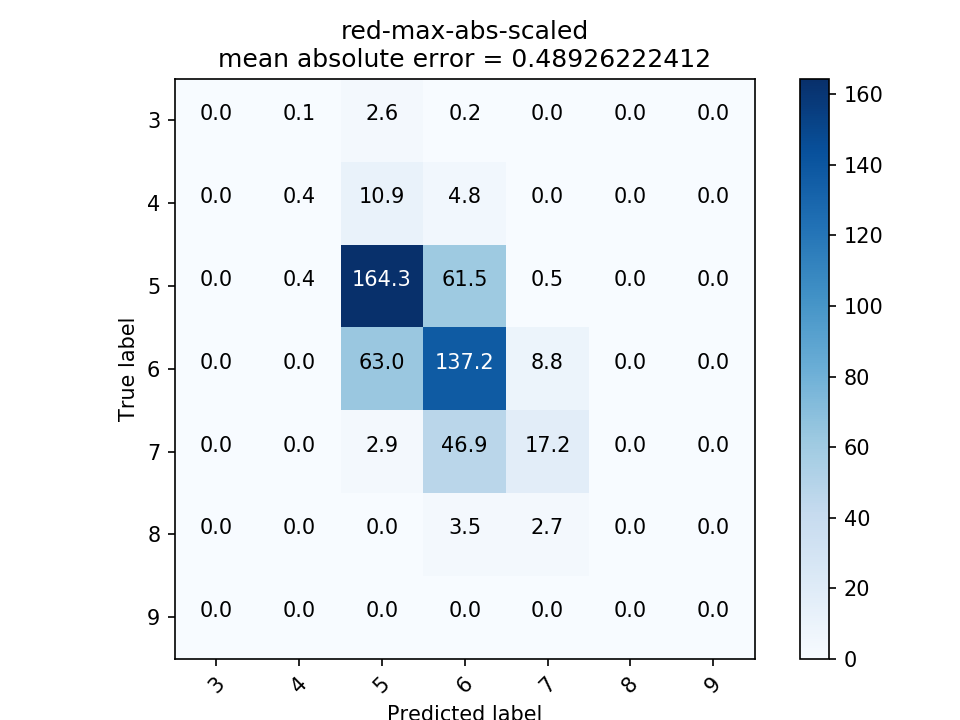 red-max-abs-scaled
mean absolute error = 0.48926222412
3 0.0 0.1 2.6 0.2 0.0 0.0 0.0
4 0.0 0.4 10.9 4.8 0.0 0.0 0.0
5 0.0 0.4 164.3 61.5 0.5 0.0 0.0
6 0.0 0.0 63.0 137.2 8.8 0.0 0.0
7 0.0 0.0 2.9 46.9 17.2 0.0 0.0
8 0.0 0.0 0.0 3.5 2.7 0.0 0.0
9 0.0 0.0 0.0 0.0 0.0 0.0 0.0
True label
3 4 5 6 7 8 9
Predicted label
160
140
120
100
80
60
40
20
0